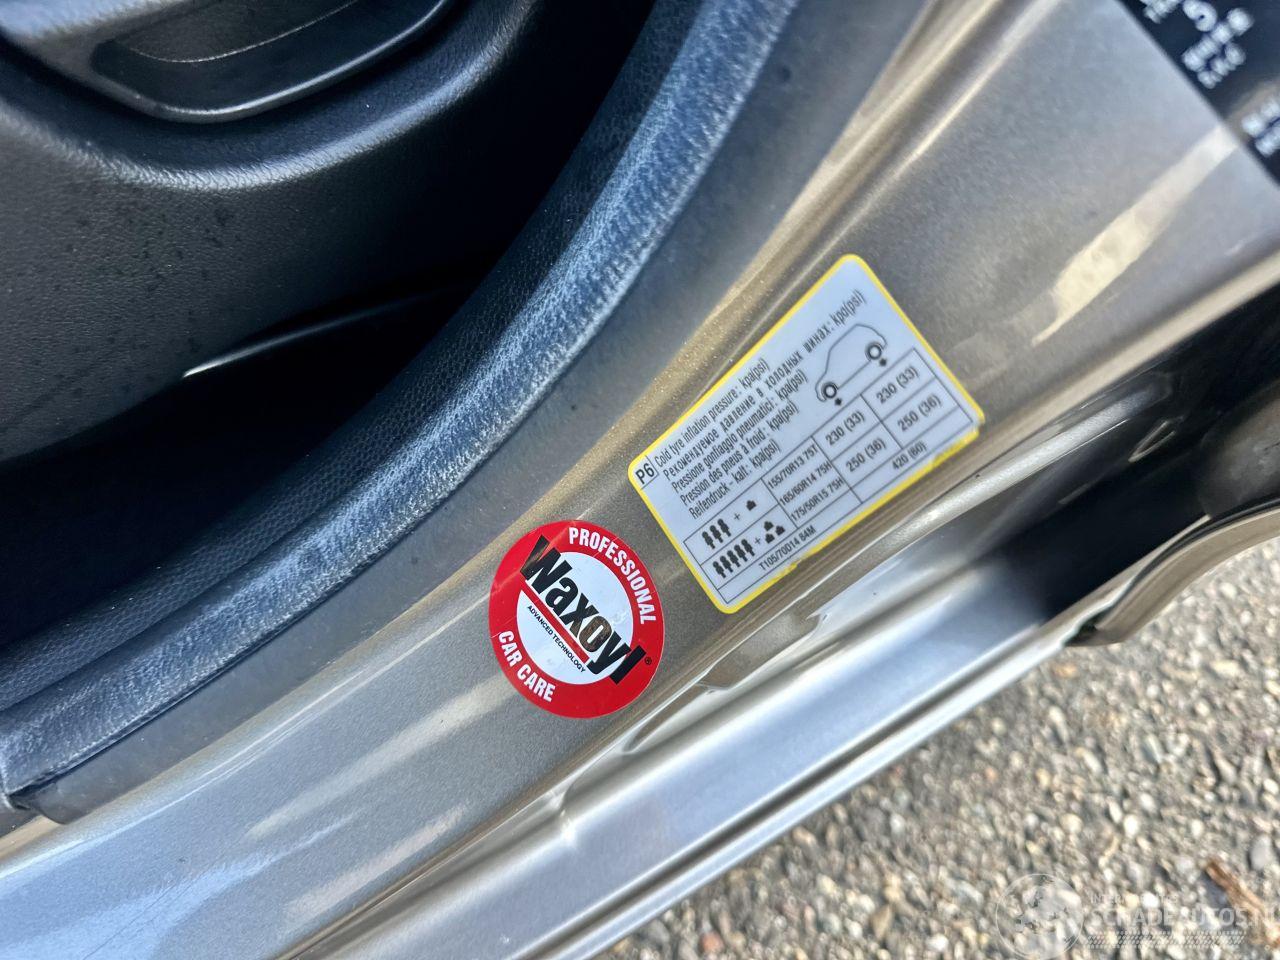 P6
Cold tyre inflation pressure: kpa(psi)
Рекомендуемое давление в холодных шинах: kpa(psi)
Pressione gonfiaggio pneumatici: kpa(psi)
Pression des pneus à froid: kpa(psi)
Reifendruck - kalt: kpa(psi)
+ 155/70R13 75T 230 (33) 230 (33)
165/60R14 75H
+ 175/50R15 75H 250 (36) 250 (36)
T105/70D14 84M 420 (60)
PROFESSIONAL
Waxoyl
ADVANCED TECHNOLOGY
®
CAR CARE
SCHADEAUTOS.NL